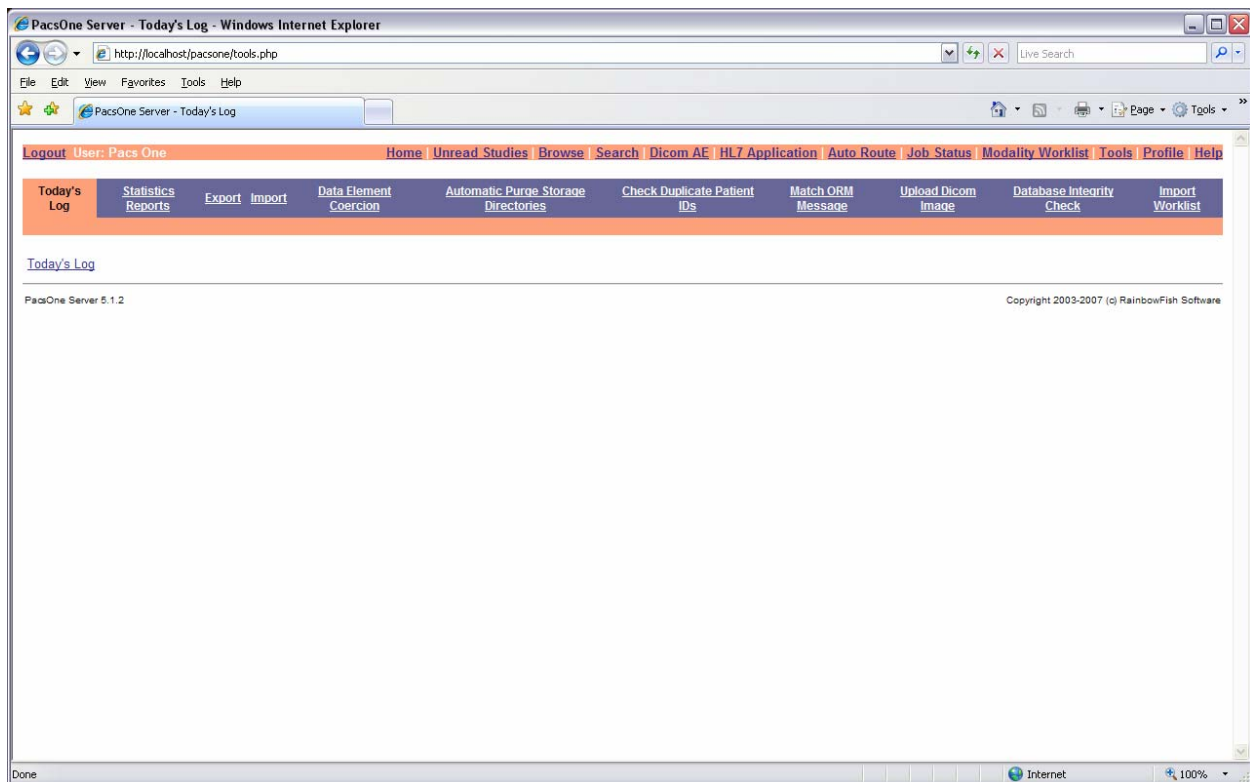 PacsOne Server - Today's Log - Windows Internet Explorer
http://localhost/pacsone/tools.php
Live Search
File Edit View Favorites Tools Help
PacsOne Server - Today's Log
Page Tools »
Logout User: Pacs One Home | Unread Studies | Browse | Search | Dicom AE | HL7 Application | Auto Route | Job Status | Modality Worklist | Tools | Profile | Help
Today's Log Statistics Reports Export Import Data Element Coercion Automatic Purge Storage Directories Check Duplicate Patient IDs Match ORM Message Upload Dicom Image Database Integrity Check Import Worklist
Today's Log
PacsOne Server 5.1.2 Copyright 2003-2007 (c) RainbowFish Software
Done Internet 100%